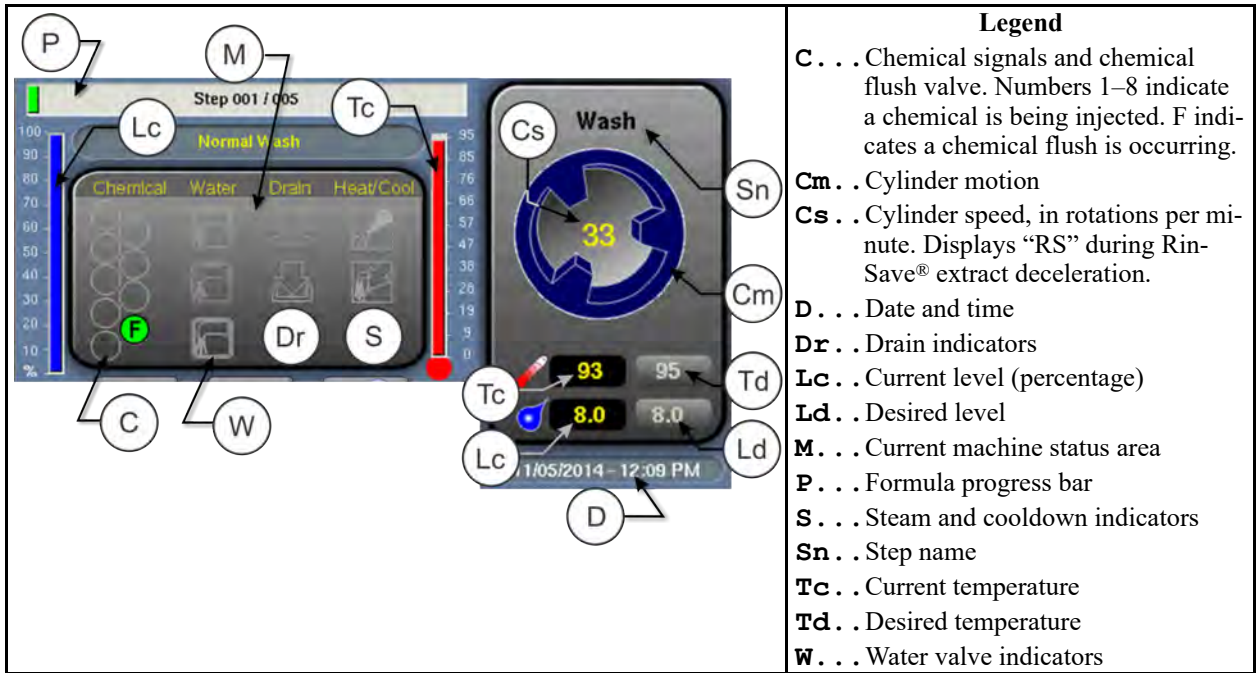 P
M
Step 001 / 005
Lc
Tc
Normal Wash
Chemical Water Drain Heat/Cool
100
90
80
70
60
50
40
30
20
10
%
95
85
76
66
57
47
38
28
19
9
0
F
Dr
S
C
W
Cs
Wash
Sn
33
Cm
Tc
93
95
Td
Lc
8.0
8.0
Ld
1/05/2014 - 12:09 PM
D
Legend
C...Chemical signals and chemical
flush valve. Numbers 1–8 indicate
a chemical is being injected. F indi-
cates a chemical flush is occurring.
Cm..Cylinder motion
Cs..Cylinder speed, in rotations per mi-
nute. Displays “RS” during Rin-
Save® extract deceleration.
D...Date and time
Dr..Drain indicators
Lc..Current level (percentage)
Ld..Desired level
M...Current machine status area
P...Formula progress bar
S...Steam and cooldown indicators
Sn..Step name
Tc..Current temperature
Td..Desired temperature
W...Water valve indicators